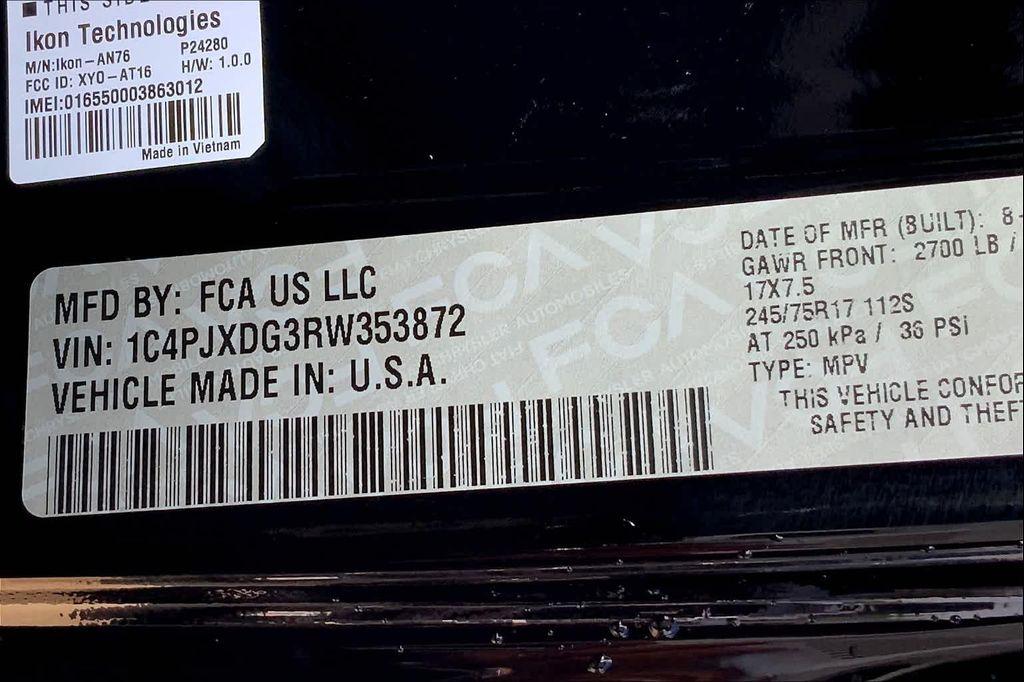 THIS SIDE
Ikon Technologies
M/N:Ikon-AN76 P24280
FCC ID: XYO-AT16 H/W: 1.0.0
IMEI:016550003863012
Made in Vietnam
MFD BY: FCA US LLC
VIN: 1C4PJXDG3RW353872
VEHICLE MADE IN: U.S.A.
DATE OF MFR (BUILT): 8-
GAWR FRONT: 2700 LB /
17X7.5
245/75R17 112S
AT 250 kPa / 36 PSi
TYPE: MPV
THIS VEHICLE CONFOR
SAFETY AND THEFT